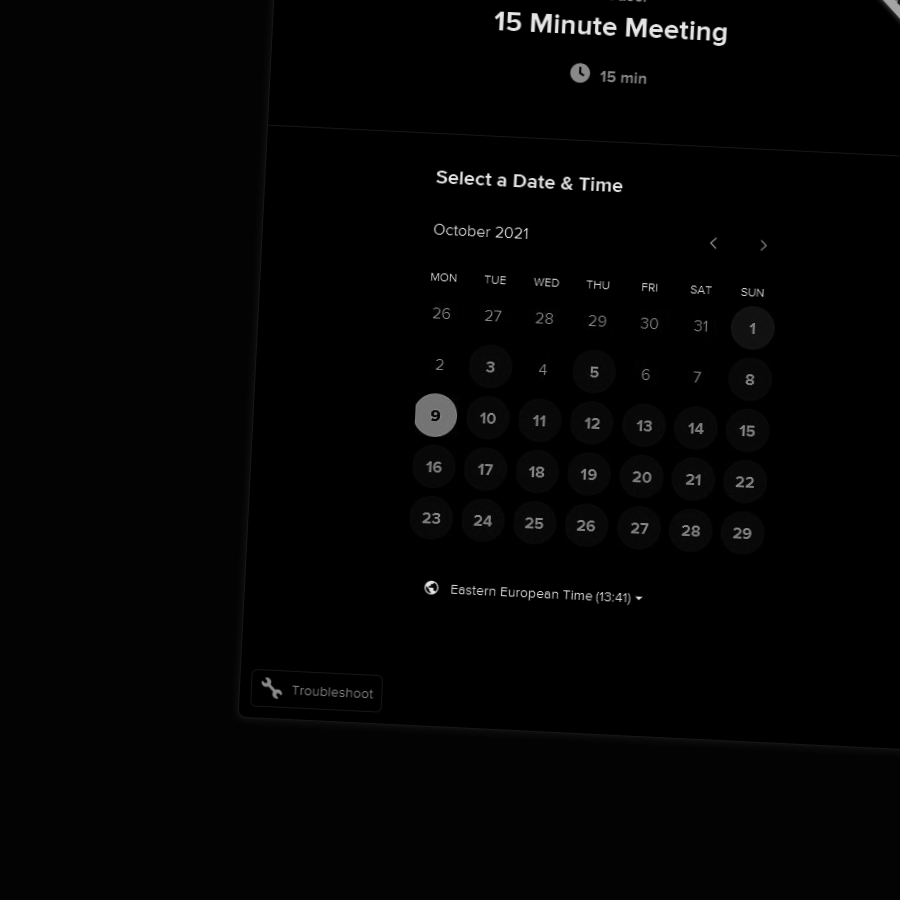 15 Minute Meeting
15 min
Select a Date & Time
October 2021
MON TUE WED THU FRI SAT SUN
26 27 28 29 30 31 1
2 3 4 5 6 7 8
9 10 11 12 13 14 15
16 17 18 19 20 21 22
23 24 25 26 27 28 29
Eastern European Time (13:41)
Troubleshoot